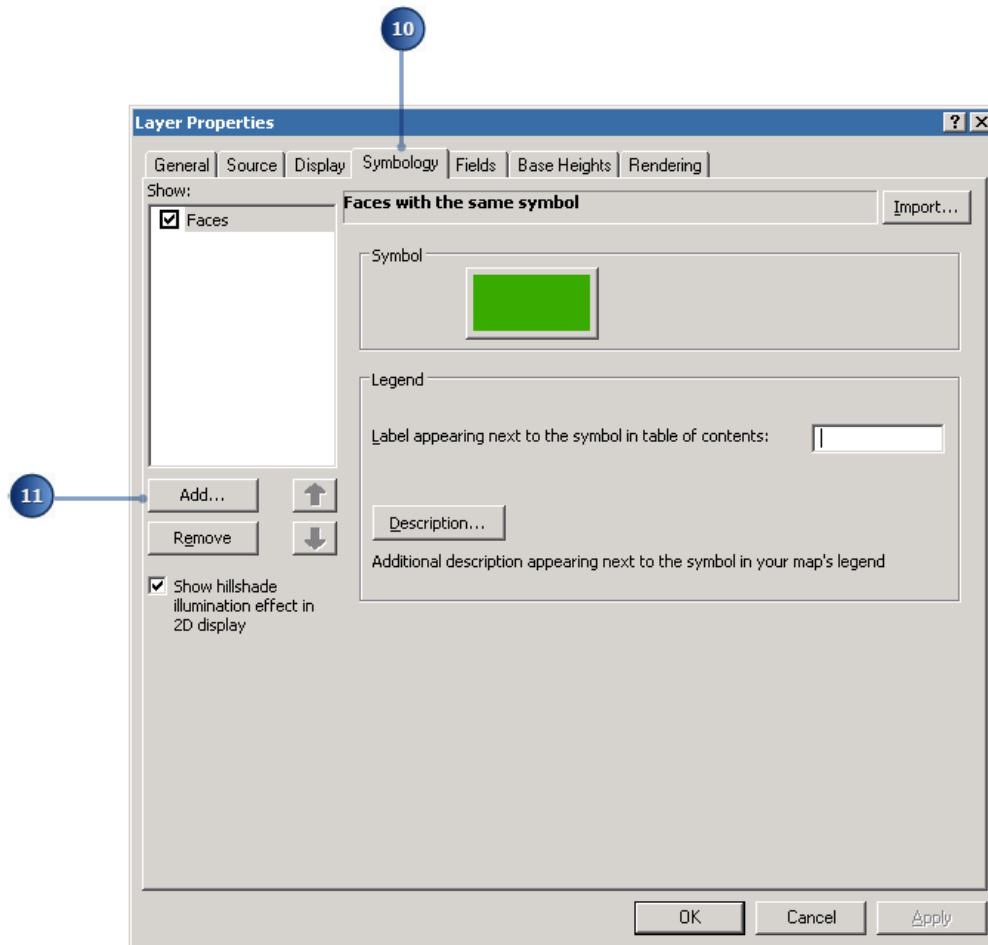 10
Layer Properties
General Source Display Symbology Fields Base Heights Rendering
Show:
Faces
Faces with the same symbol
Import...
Symbol
Legend
Label appearing next to the symbol in table of contents:
11
Add...
Remove
Description...
Additional description appearing next to the symbol in your map's legend
Show hillshade
illumination effect in
2D display
OK Cancel Apply